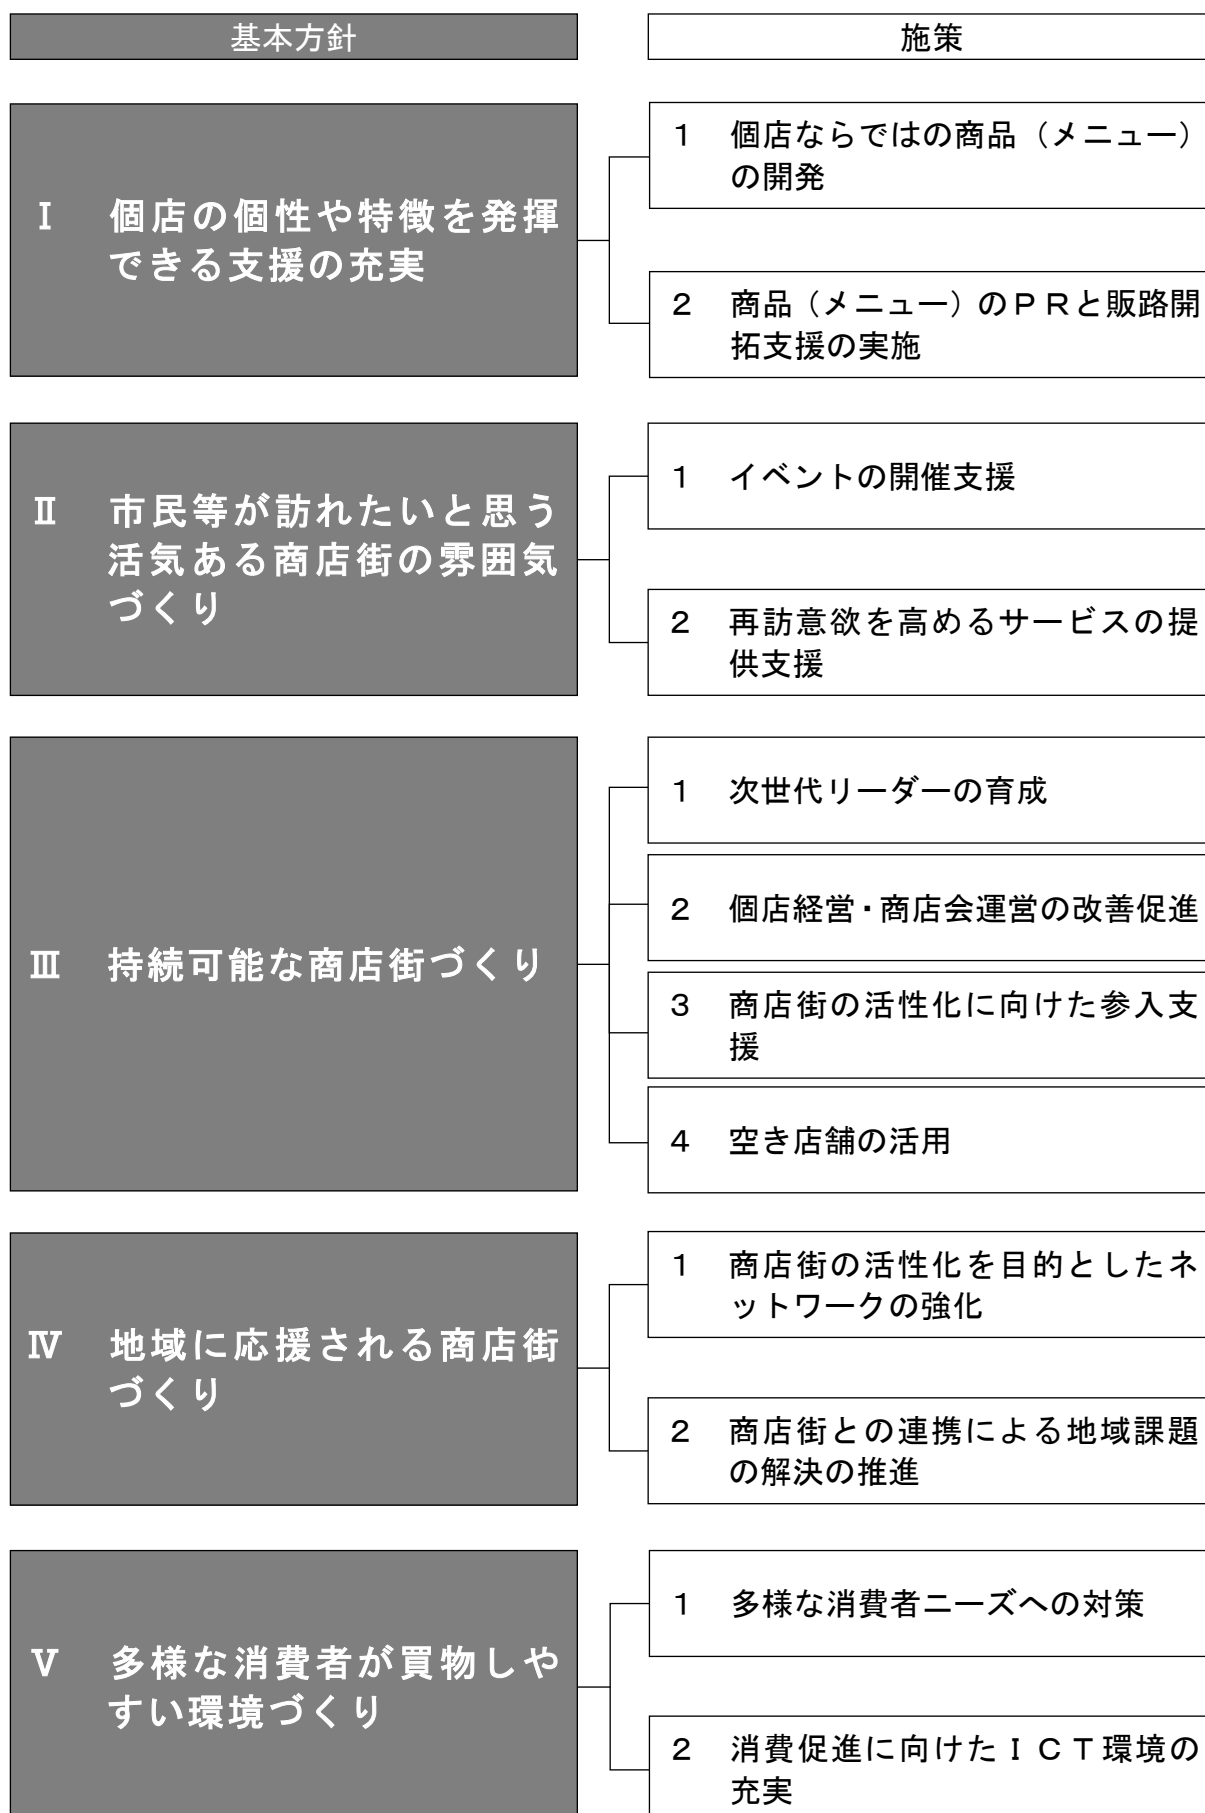 基本方針
施策
Ⅰ 個店の個性や特徴を発揮
できる支援の充実
1 個店ならではの商品（メニュー）
の開発
2 商品（メニュー）のＰＲと販路開
拓支援の実施
Ⅱ 市民等が訪れたいと思う
活気ある商店街の雰囲気
づくり
1 イベントの開催支援
2 再訪意欲を高めるサービスの提
供支援
Ⅲ 持続可能な商店街づくり
1 次世代リーダーの育成
2 個店経営・商店会運営の改善促進
3 商店街の活性化に向けた参入支
援
4 空き店舗の活用
Ⅳ 地域に応援される商店街
づくり
1 商店街の活性化を目的としたネ
ットワークの強化
2 商店街との連携による地域課題
の解決の推進
Ⅴ 多様な消費者が買物しや
すい環境づくり
1 多様な消費者ニーズへの対策
2 消費促進に向けたＩＣＴ環境の
充実